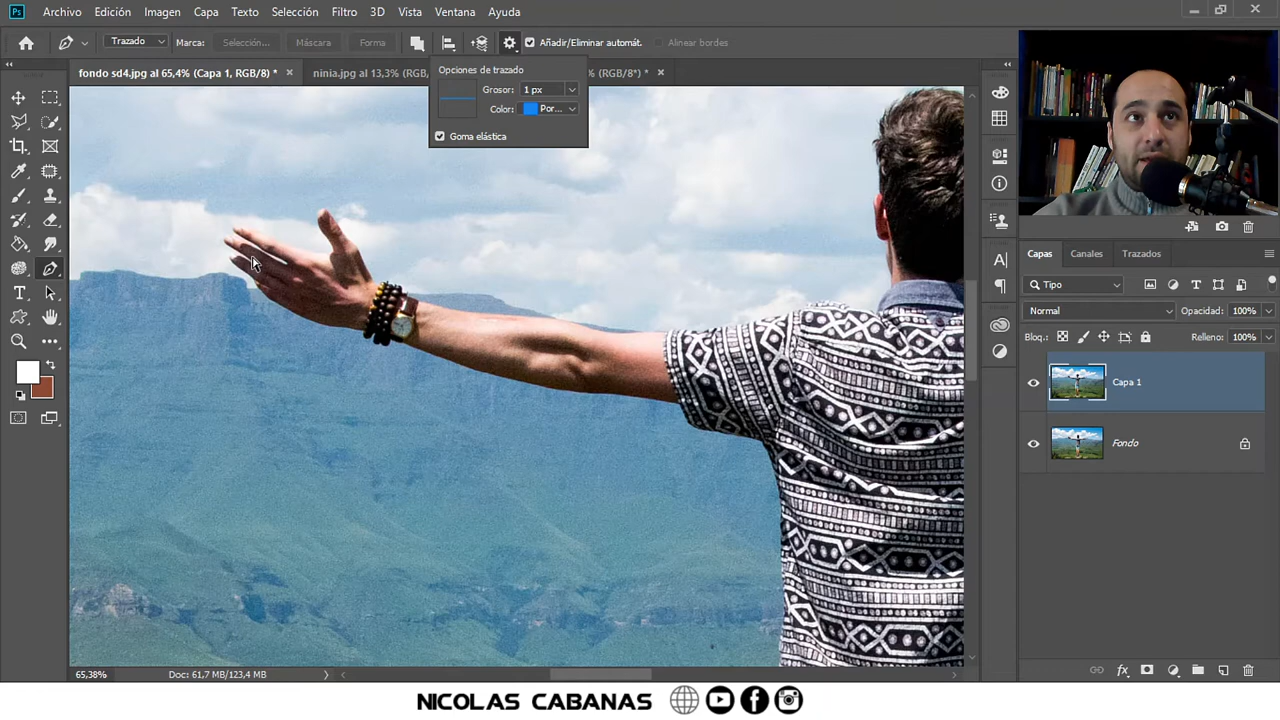 Ps Archivo Edición Imagen Capa Texto Selección Filtro 3D Vista Ventana Ayuda
Trazado Marca: Selección... Máscara Forma Añadir/Eliminar automát. Alinear bordes
fondo sd4.jpg al 65,4% (Capa 1, RGB/8) * ninia.jpg al 13,3% (RGB, % (RGB/8*) *
Opciones de trazado
Grosor: 1 px
Color: Por...
Goma elástica
Capas Canales Trazados
Tipo
Normal Opacidad: 100%
Bloq.: Relleno: 100%
Capa 1
Fondo
65,38% Doc: 61,7 MB/123,4 MB
NICOLAS CABANAS